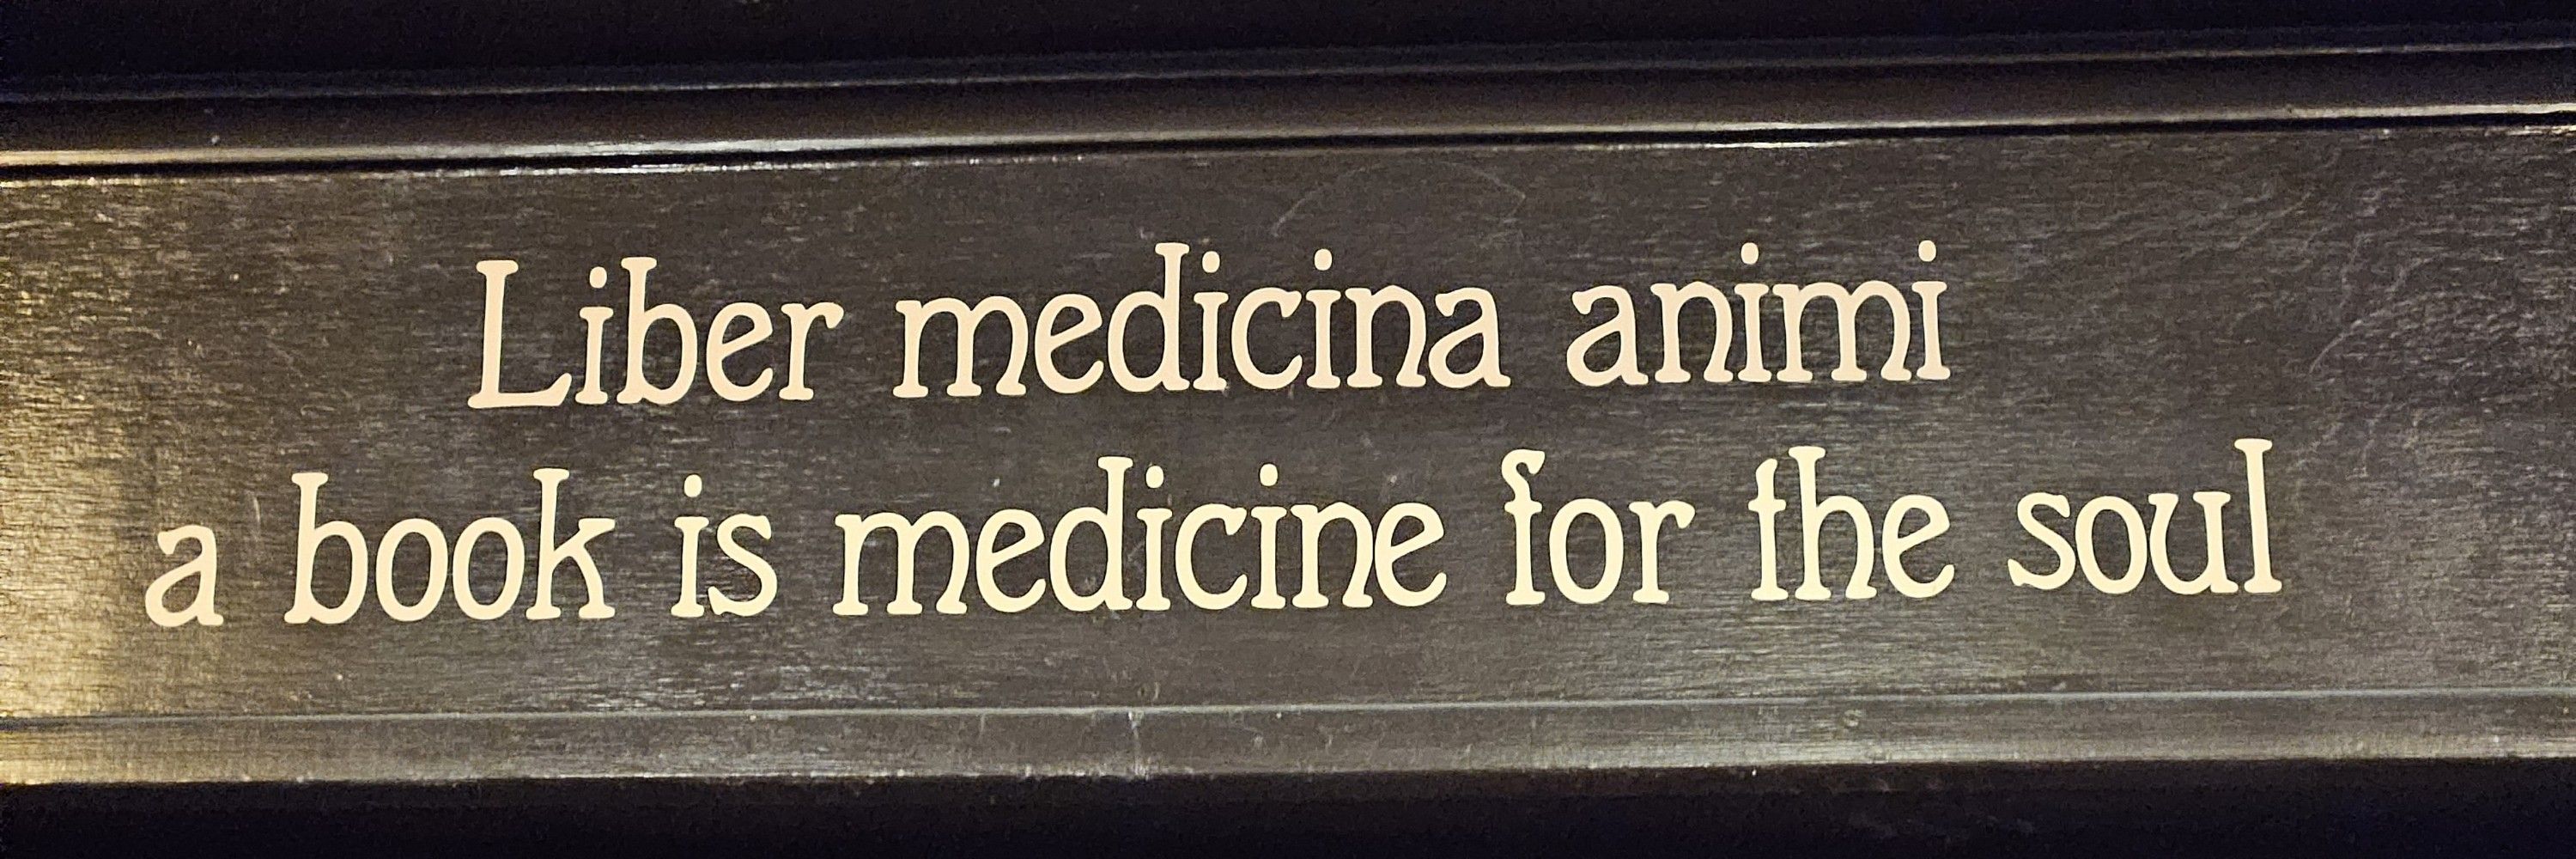 Liber medicina animi
a book is medicine for the soul